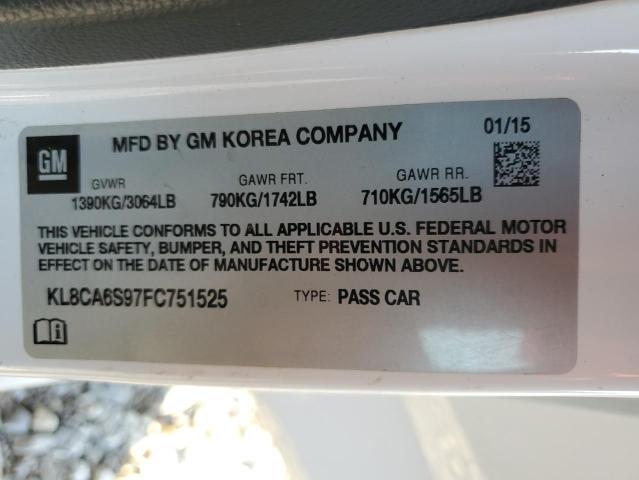 GM
MFD BY GM KOREA COMPANY
01/15
GVWR
1390KG/3064LB
GAWR FRT.
790KG/1742LB
GAWR RR.
710KG/1565LB
THIS VEHICLE CONFORMS TO ALL APPLICABLE U.S. FEDERAL MOTOR
VEHICLE SAFETY, BUMPER, AND THEFT PREVENTION STANDARDS IN
EFFECT ON THE DATE OF MANUFACTURE SHOWN ABOVE.
KL8CA6S97FC751525
TYPE: PASS CAR